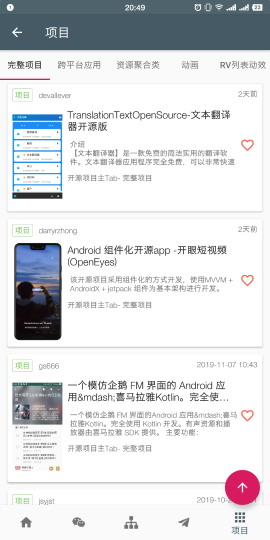 20:49
33
项目
完整项目 跨平台应用 资源聚合类 动画 RV列表动效
项目 devallever 2天前
TranslationTextOpenSource-文本翻译
器开源版
介绍
【文本翻译器】是一款免费的简洁实用的翻译软
件。文本翻译器应用程序完全免费，可以非常快速
开源项目主Tab- 完整项目
项目 darryrzhong 2天前
Android 组件化开源app -开眼短视频
(OpenEyes)
该开源项目采用组件化的方式开发，使用MVVM +
AndroidX + jetpack 组件为基本架构进行开发。
开源项目主Tab- 完整项目
项目 gs666 2019-11-07 10:43
一个模仿企鹅 FM 界面的 Android 应
用&mdash;喜马拉雅Kotlin。完全使...
一个模仿企鹅 FM 界面的Android 应用&mdash;喜马
拉雅Kotlin。完全使用 Kotlin 开发。有声资源和播
放器由喜马拉雅 SDK 提供。 主要功能:
开源项目主Tab- 完整项目
项目 jsyjst
项目